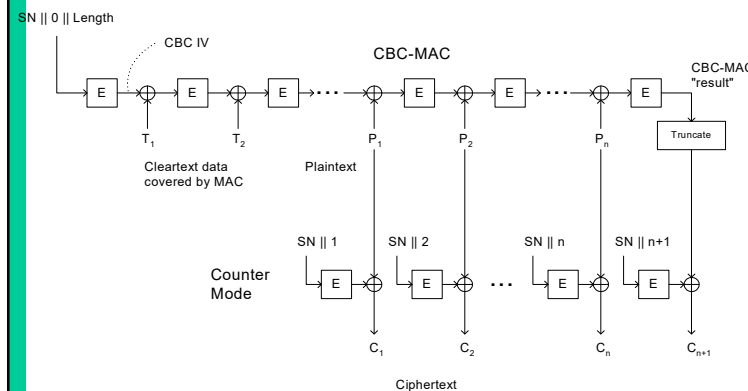 SN || 0 || Length
CBC IV
CBC-MAC
CBC-MAC
"result"
E
E
E
...
E
E
...
E
Truncate
T1
T2
P1
P2
Pn
Cleartext data
covered by MAC
Plaintext
SN || 1
SN || 2
SN || n
SN || n+1
Counter
Mode
E
E
...
E
E
C1
C2
Cn
Cn+1
Ciphertext